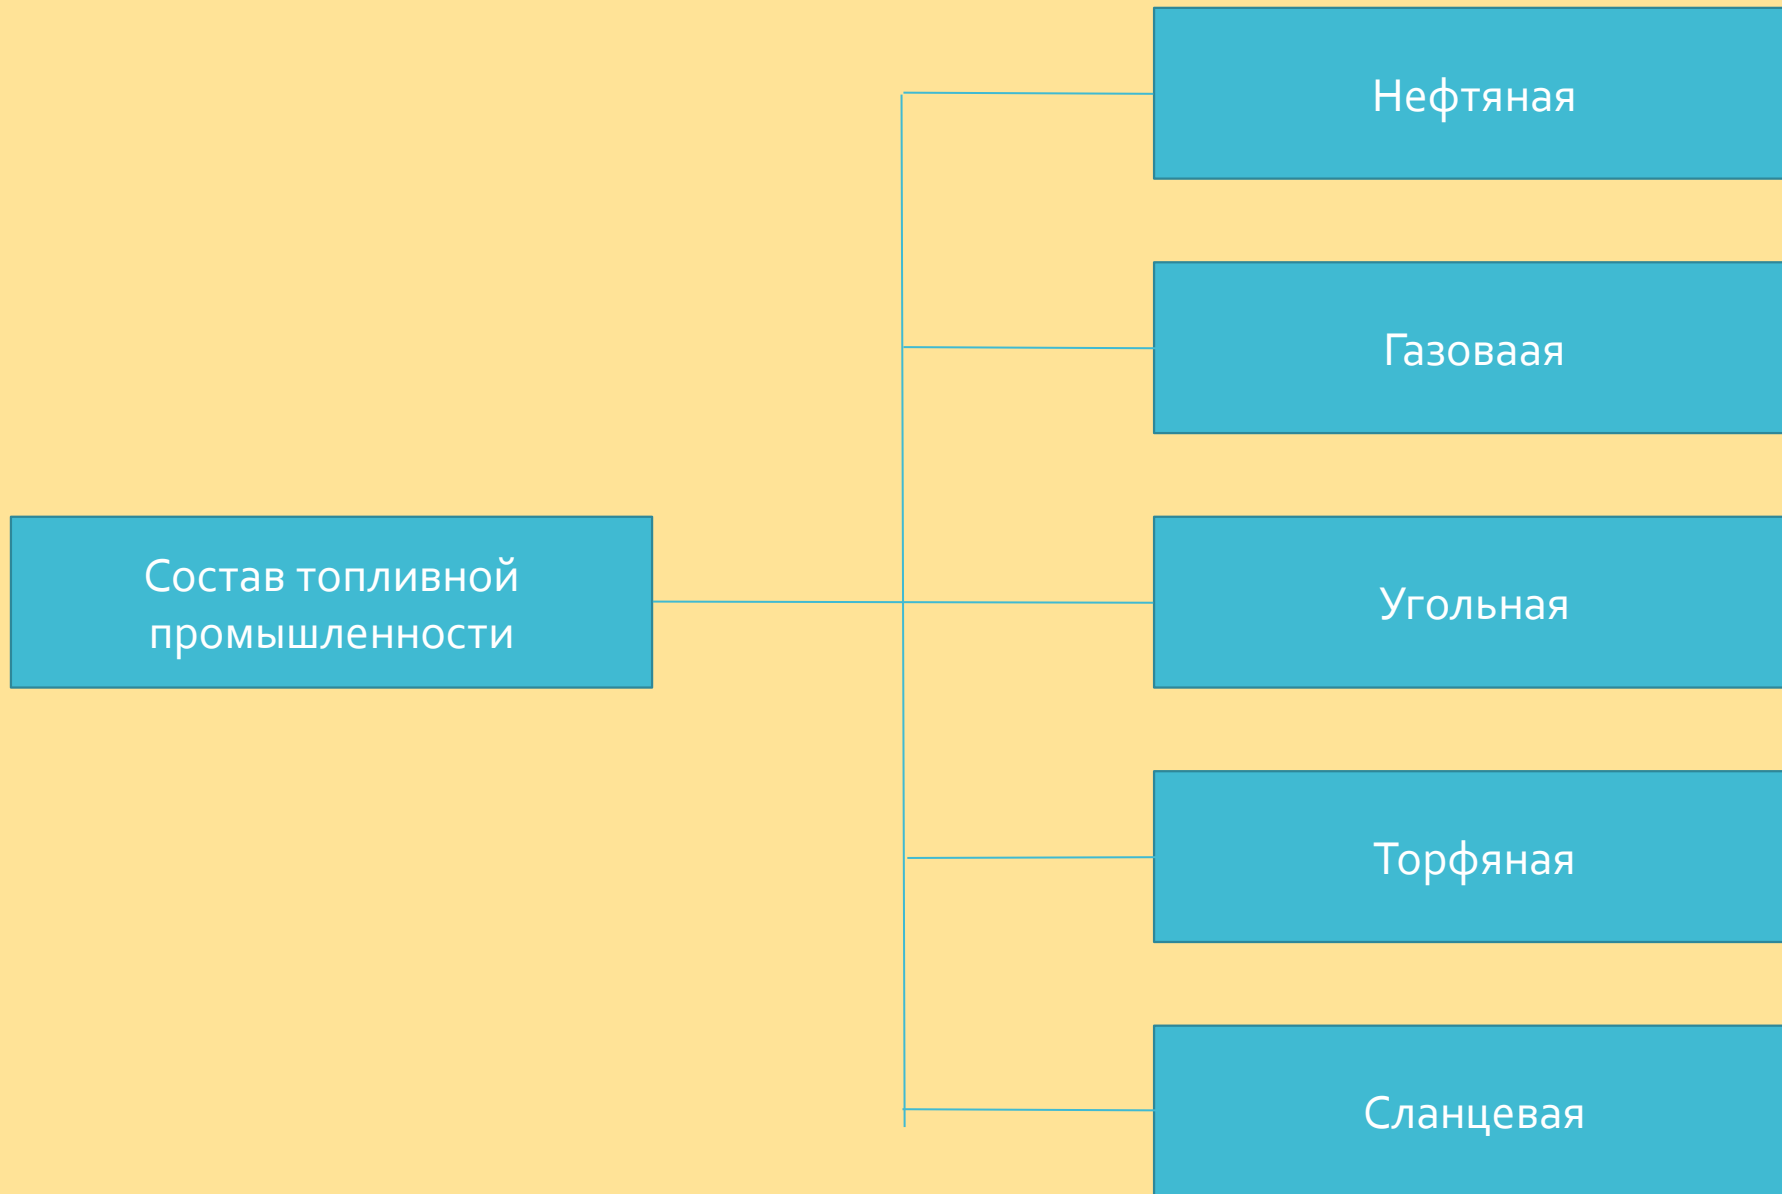 Состав топливной
промышленности
Нефтяная
Газоваая
Угольная
Торфяная
Сланцевая